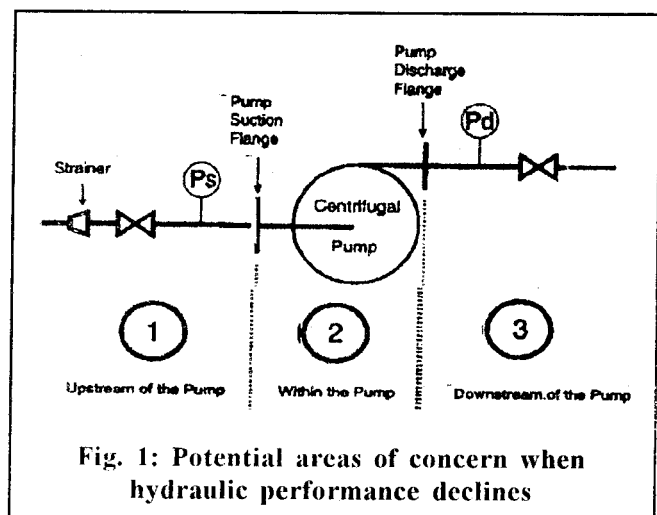 Pump
Discharge
Flange
Pump
Suction
Flange
Pd
Strainer
Ps
Centrifugal
Pump
1
2
3
Upstream of the Pump
Within the Pump
Downstream of the Pump
Fig. 1: Potential areas of concern when
hydraulic performance declines